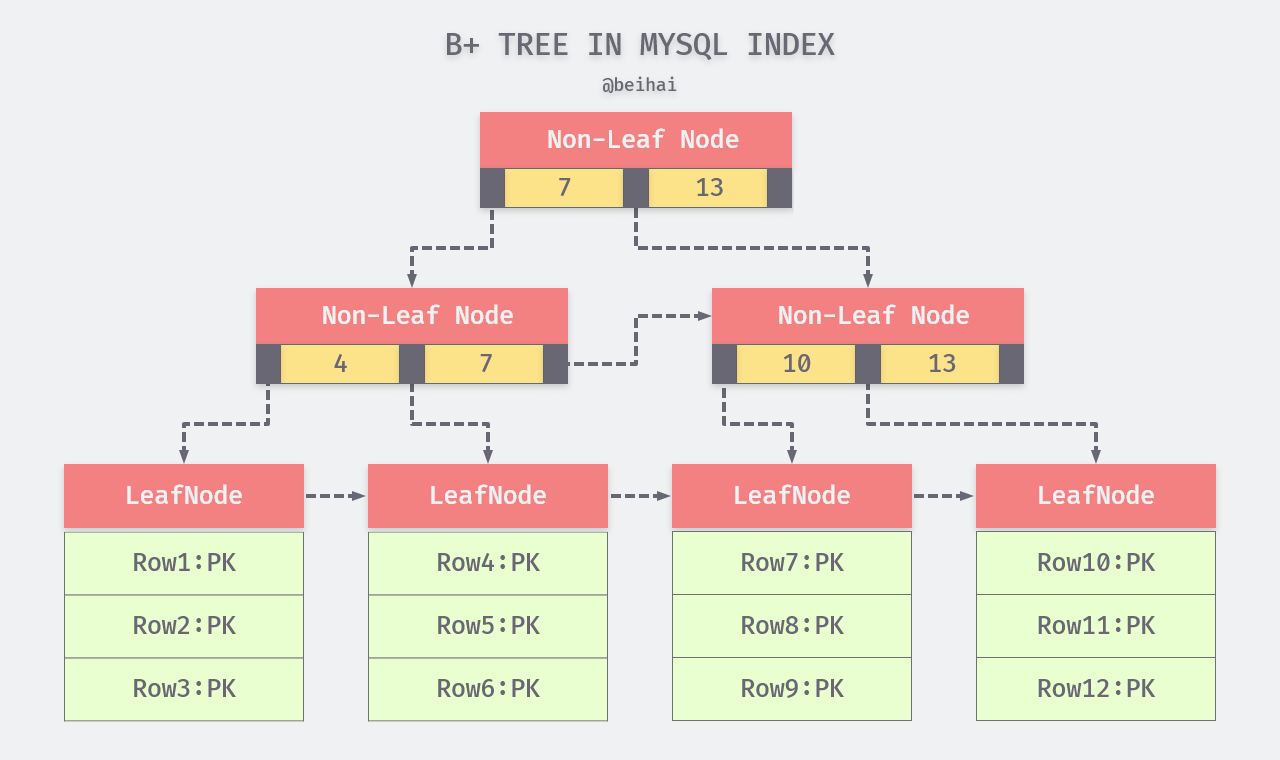 B+ TREE IN MYSQL INDEX
@beihai
Non-Leaf Node
7 13
Non-Leaf Node Non-Leaf Node
4 7 10 13
LeafNode LeafNode LeafNode LeafNode
Row1:PK Row4:PK Row7:PK Row10:PK
Row2:PK Row5:PK Row8:PK Row11:PK
Row3:PK Row6:PK Row9:PK Row12:PK